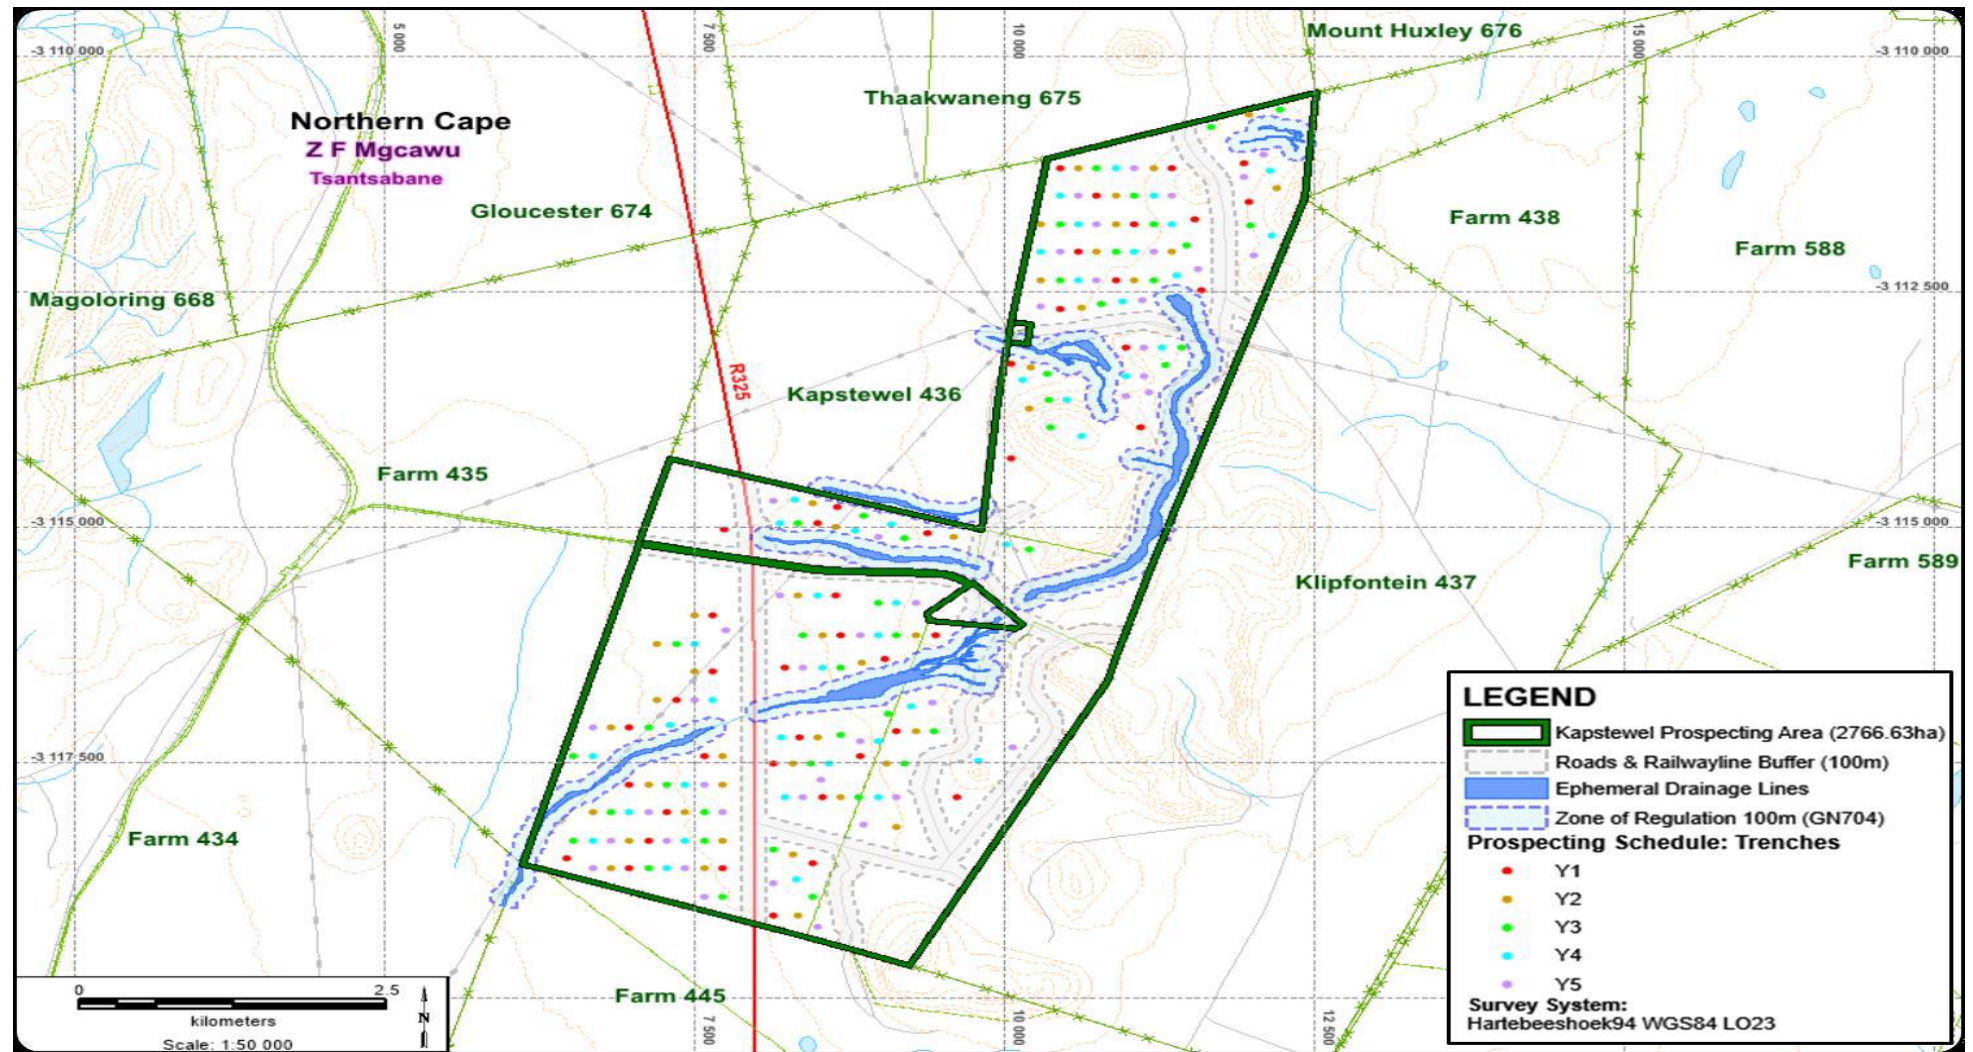 5 000
7 500
10 000
15 000
Mount Huxley 676
-3 110 000
-3 110 000
Thaakwaneng 675
Northern Cape
Z F Mgcawu
Tsantsabane
Gloucester 674
Farm 438
Farm 588
Magoloring 668
-3 112 500
R325
Kapstewel 436
Farm 435
-3 115 000
-3 115 000
Farm 589
Klipfontein 437
-3 117 500
Farm 434
Farm 445
7 500
10 000
12 500
LEGEND
Kapstewel Prospecting Area (2766.63ha)
Roads & Railwayline Buffer (100m)
Ephemeral Drainage Lines
Zone of Regulation 100m (GN704)
Prospecting Schedule: Trenches
Y1
Y2
Y3
Y4
Y5
Survey System:
Hartebeeshoek94 WGS84 LO23
0 2.5
kilometers
Scale: 1:50 000
N